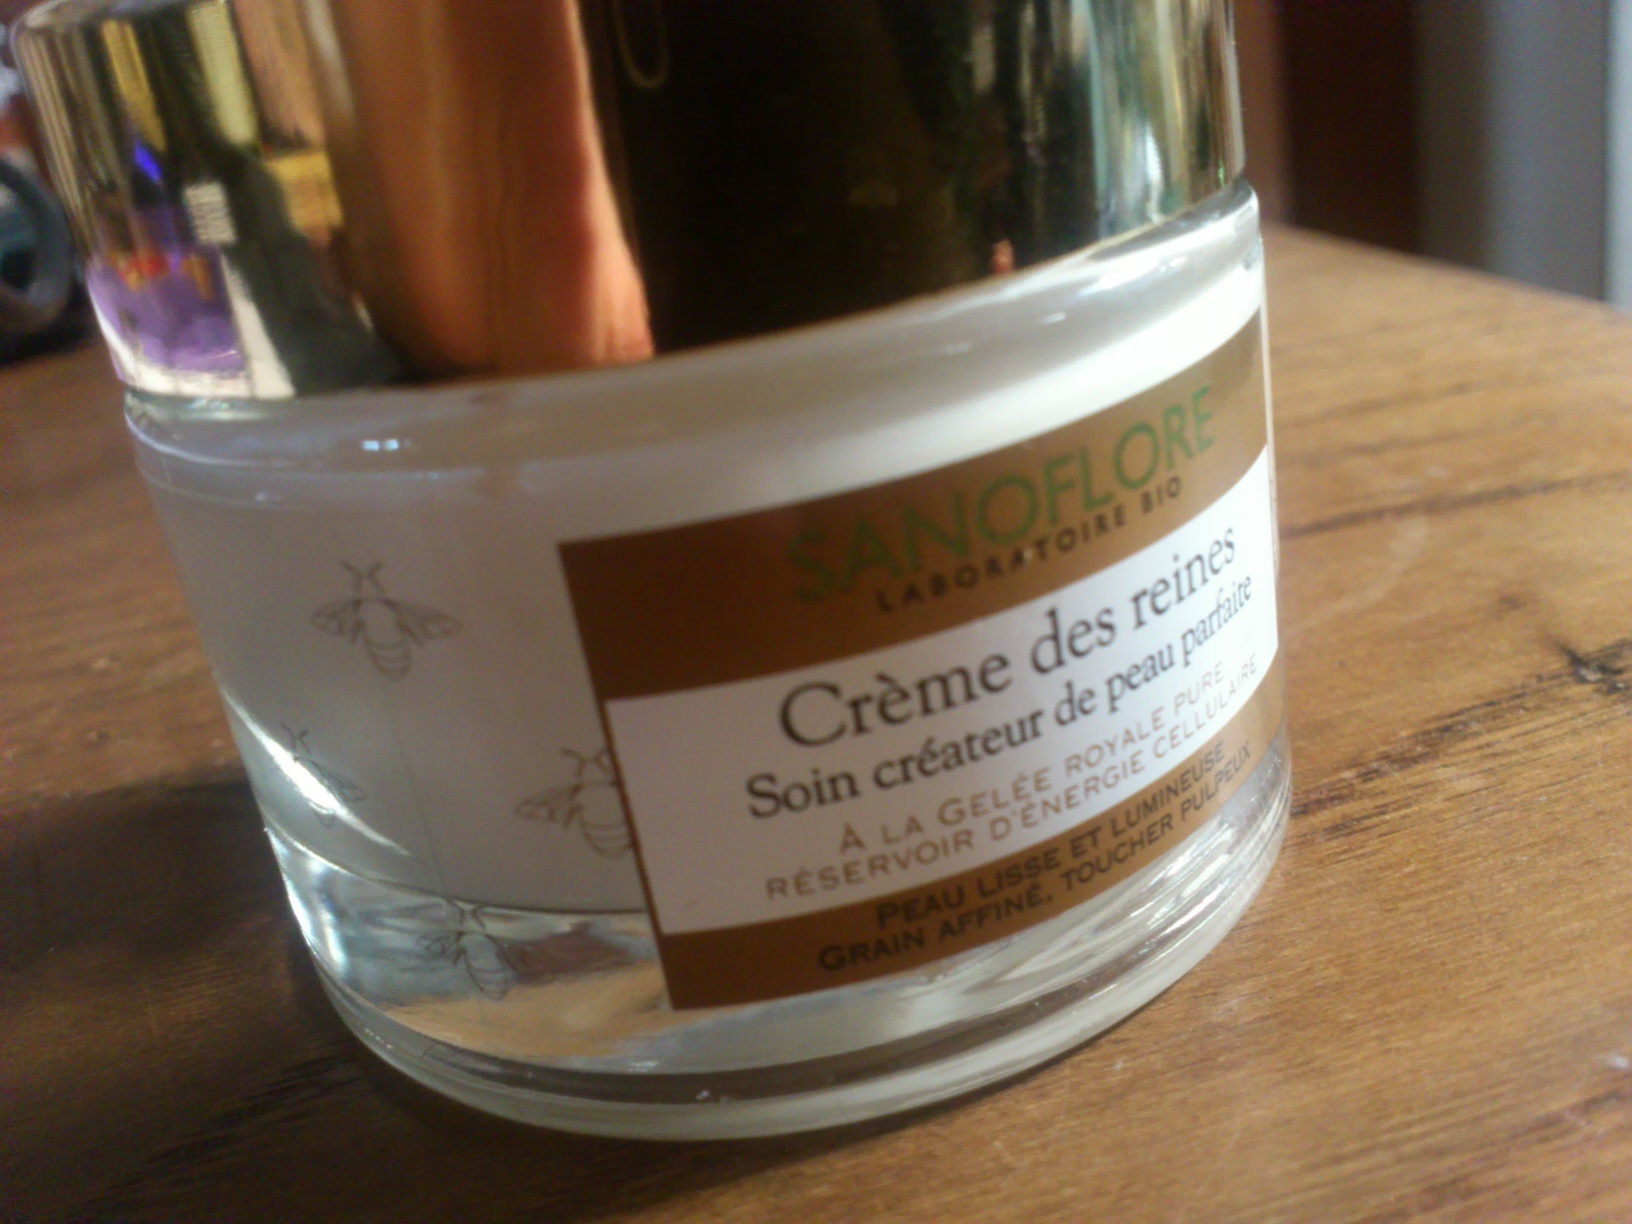 SANOFLORE
LABORATOIRE BIO
Crème des reines
Soin créateur de peau parfaite
À LA GELÉE ROYALE PURE
RÉSERVOIR D'ÉNERGIE CELLULAIRE
PEAU LISSE ET LUMINEUSE
GRAIN AFFINÉ, TOUCHER PULPEUX